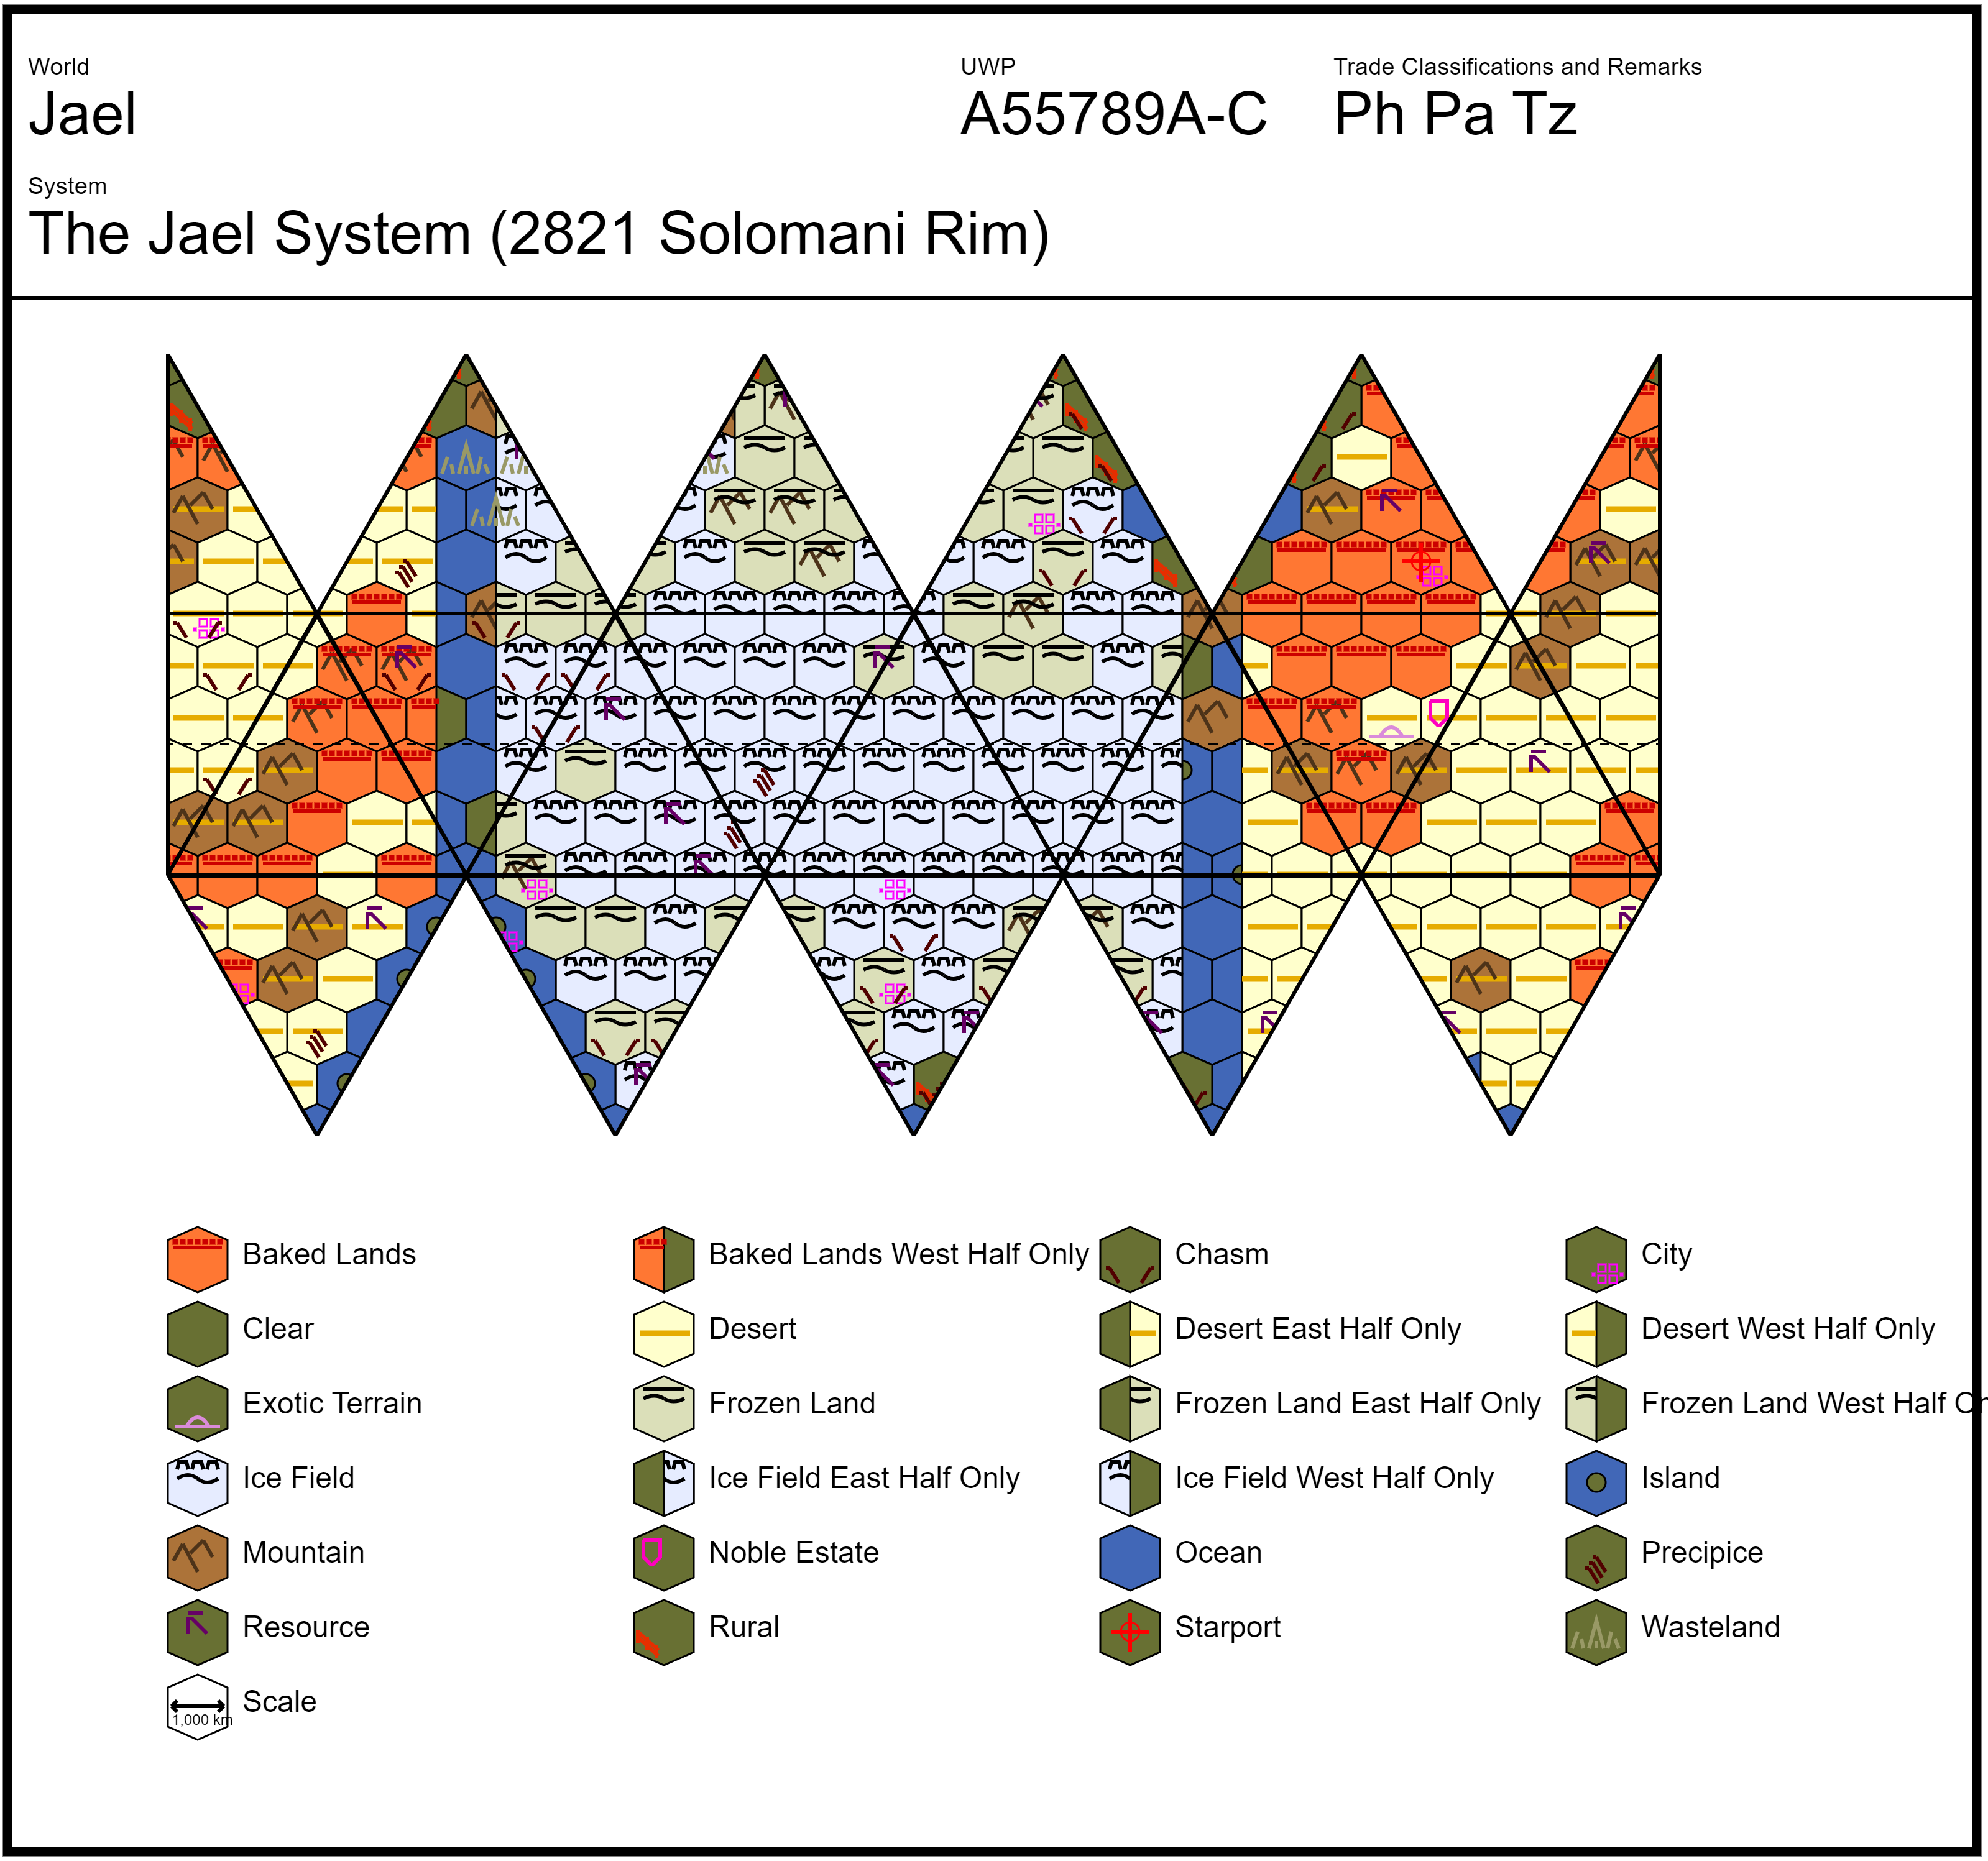 World
UWP
Trade Classifications and Remarks
Jael
A55789A-C
Ph Pa Tz
System
The Jael System (2821 Solomani Rim)
Baked Lands
Baked Lands West Half Only
Chasm
City
Clear
Desert
Desert East Half Only
Desert West Half Only
Exotic Terrain
Frozen Land
Frozen Land East Half Only
Frozen Land West Half
Ice Field
Ice Field East Half Only
Ice Field West Half Only
Island
Mountain
Noble Estate
Ocean
Precipice
Resource
Rural
Starport
Wasteland
1,000 km
Scale